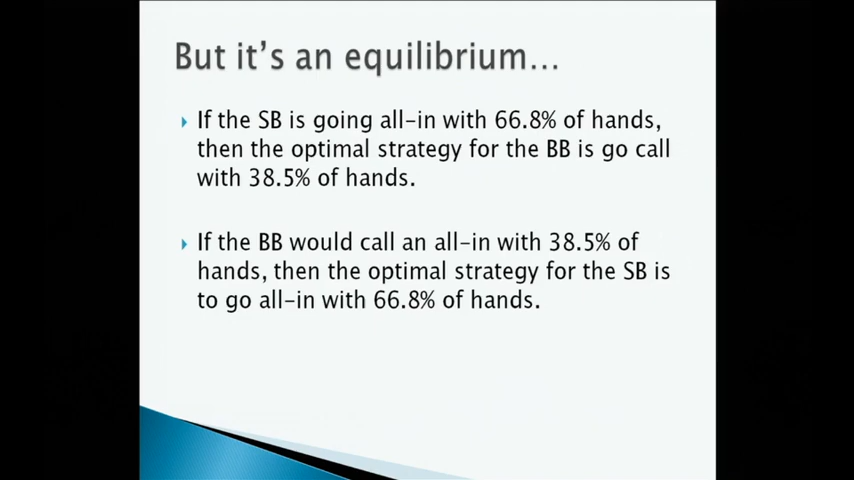 But it's an equilibrium...
If the SB is going all-in with 66.8% of hands,
then the optimal strategy for the BB is go call
with 38.5% of hands.
If the BB would call an all-in with 38.5% of
hands, then the optimal strategy for the SB is
to go all-in with 66.8% of hands.